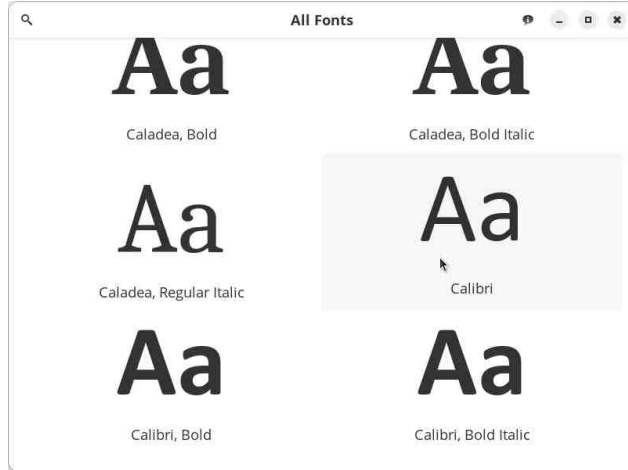 All Fonts
Aa Aa
Caladea, Bold Caladea, Bold Italic
Aa Aa
Caladea, Regular Italic Calibri
Aa Aa
Calibri, Bold Calibri, Bold Italic